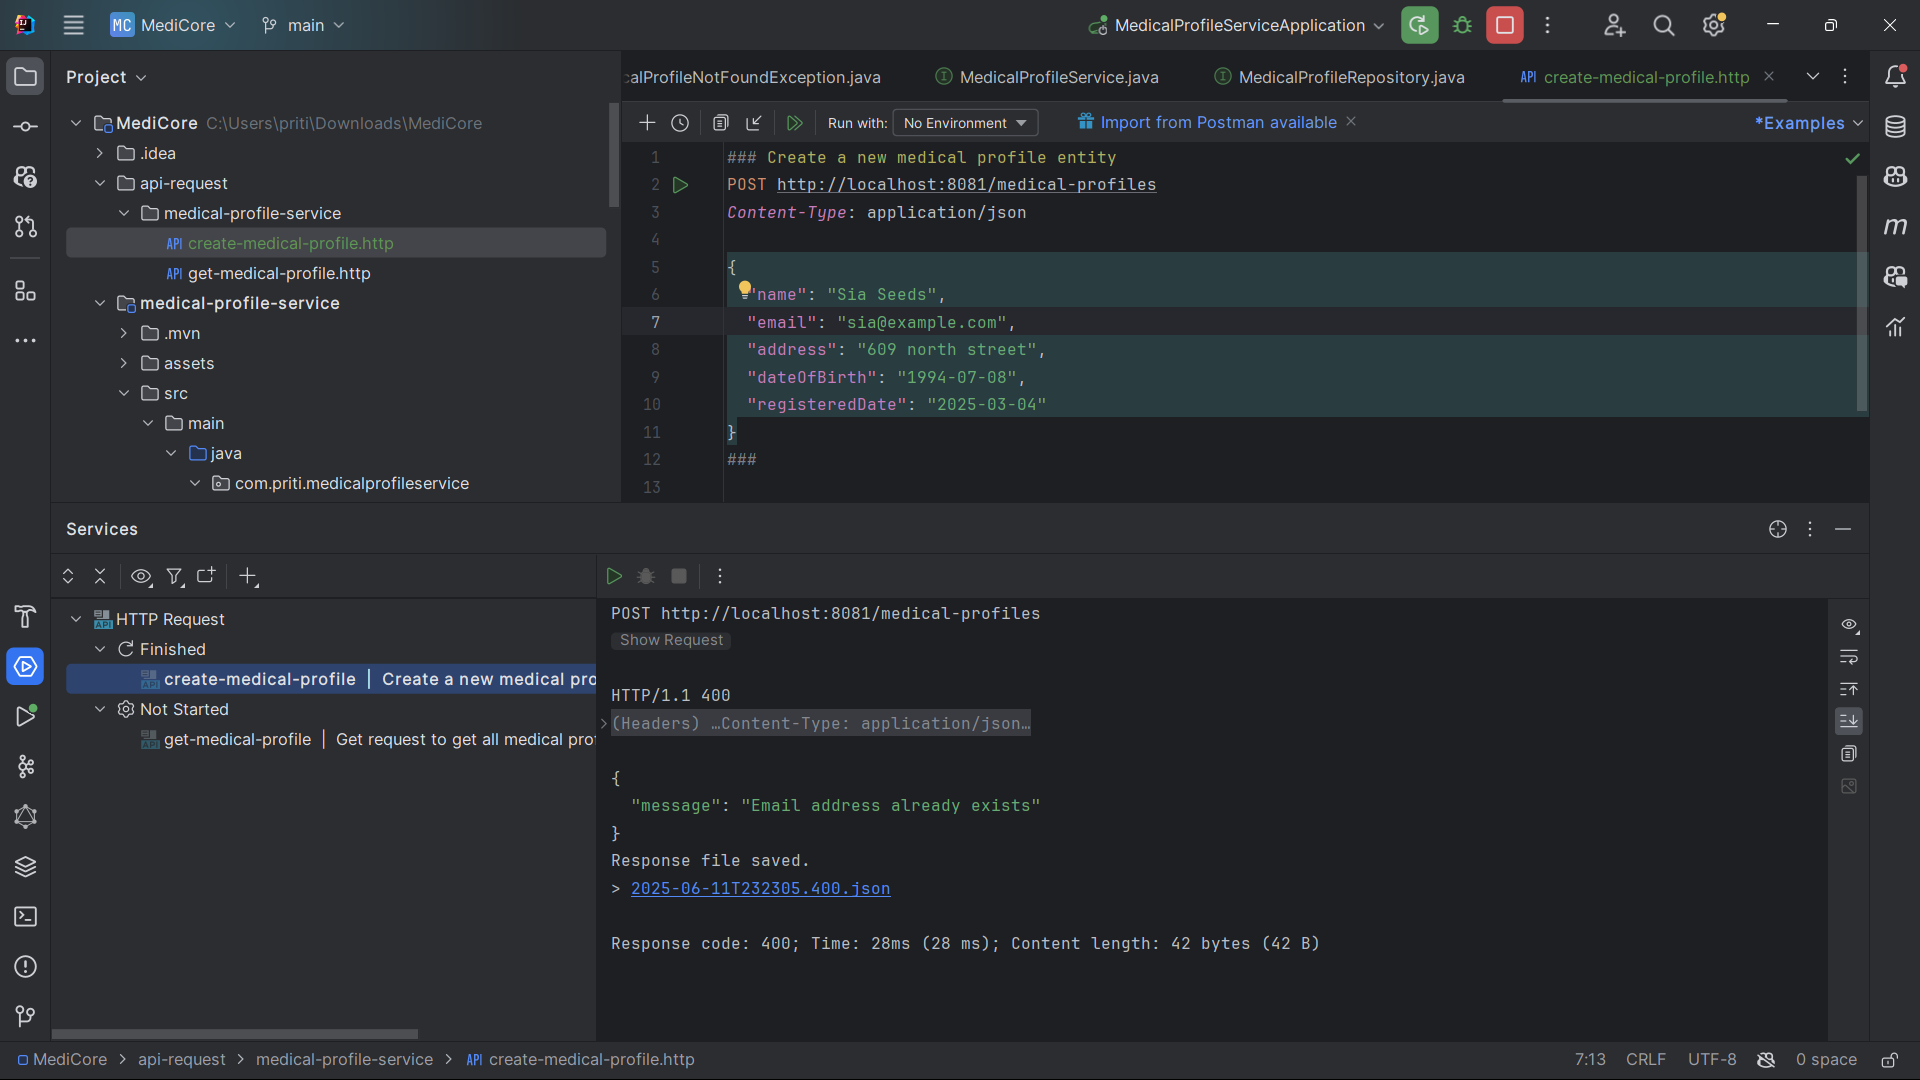 MC MediCore main MedicalProfileServiceApplication
Project
MediCore C:\Users\priti\Downloads\MediCore
.idea
api-request
medical-profile-service
API create-medical-profile.http
API get-medical-profile.http
medical-profile-service
.mvn
assets
src
main
java
com.priti.medicalprofileservice
calProfileNotFoundException.java MedicalProfileService.java MedicalProfileRepository.java API create-medical-profile.http
Run with: No Environment Import from Postman available *Examples
1 ### Create a new medical profile entity
2 POST http://localhost:8081/medical-profiles
3 Content-Type: application/json
4
5 {
6 "name": "Sia Seeds",
7 "email": "sia@example.com",
8 "address": "609 north street",
9 "dateOfBirth": "1994-07-08",
10 "registeredDate": "2025-03-04"
11 }
12 ###
13
Services
HTTP Request
Finished
create-medical-profile | Create a new medical pro
Not Started
get-medical-profile | Get request to get all medical prof
POST http://localhost:8081/medical-profiles
Show Request
HTTP/1.1 400
(Headers) …Content-Type: application/json…
{
"message": "Email address already exists"
}
Response file saved.
> 2025-06-11T232305.400.json
Response code: 400; Time: 28ms (28 ms); Content length: 42 bytes (42 B)
MediCore > api-request > medical-profile-service > API create-medical-profile.http 7:13 CRLF UTF-8 0 space